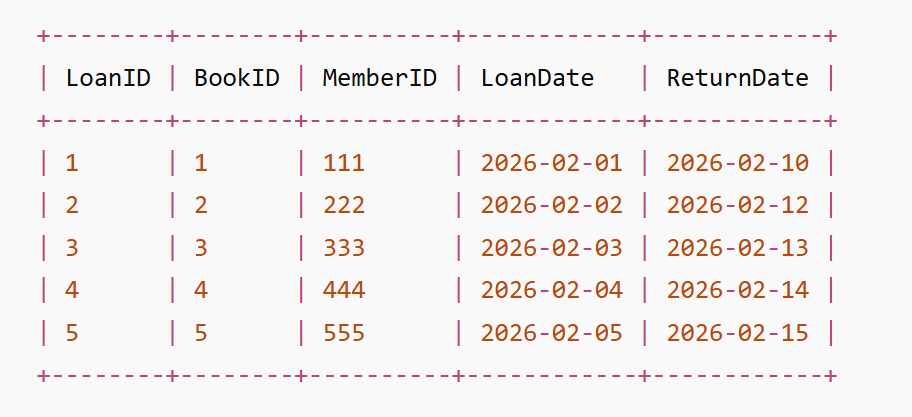 +--------+--------+----------+------------+------------+
| LoanID | BookID | MemberID | LoanDate   | ReturnDate |
+--------+--------+----------+------------+------------+
| 1      | 1      | 111      | 2026-02-01 | 2026-02-10 |
| 2      | 2      | 222      | 2026-02-02 | 2026-02-12 |
| 3      | 3      | 333      | 2026-02-03 | 2026-02-13 |
| 4      | 4      | 444      | 2026-02-04 | 2026-02-14 |
| 5      | 5      | 555      | 2026-02-05 | 2026-02-15 |
+--------+--------+----------+------------+------------+